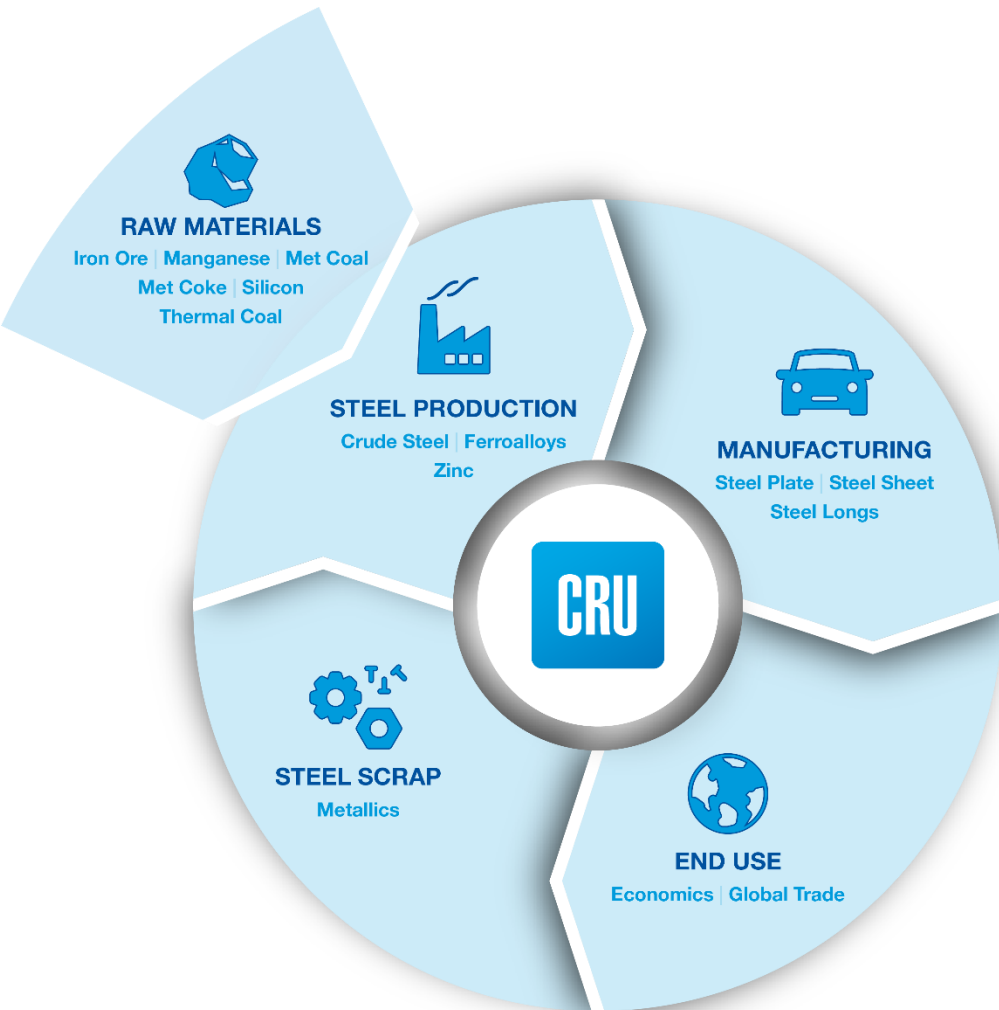 RAW MATERIALS
Iron Ore | Manganese | Met Coal
Met Coke | Silicon
Thermal Coal
STEEL PRODUCTION
Crude Steel | Ferroalloys
Zinc
MANUFACTURING
Steel Plate | Steel Sheet
Steel Longs
CRU
STEEL SCRAP
Metallics
END USE
Economics | Global Trade